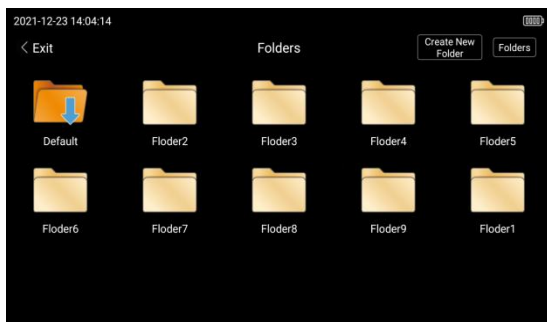 2021-12-23 14:04:14
Exit
Folders
Create New
Folder
Folders
Default
Floder2
Floder3
Floder4
Floder5
Floder6
Floder7
Floder8
Floder9
Floder1